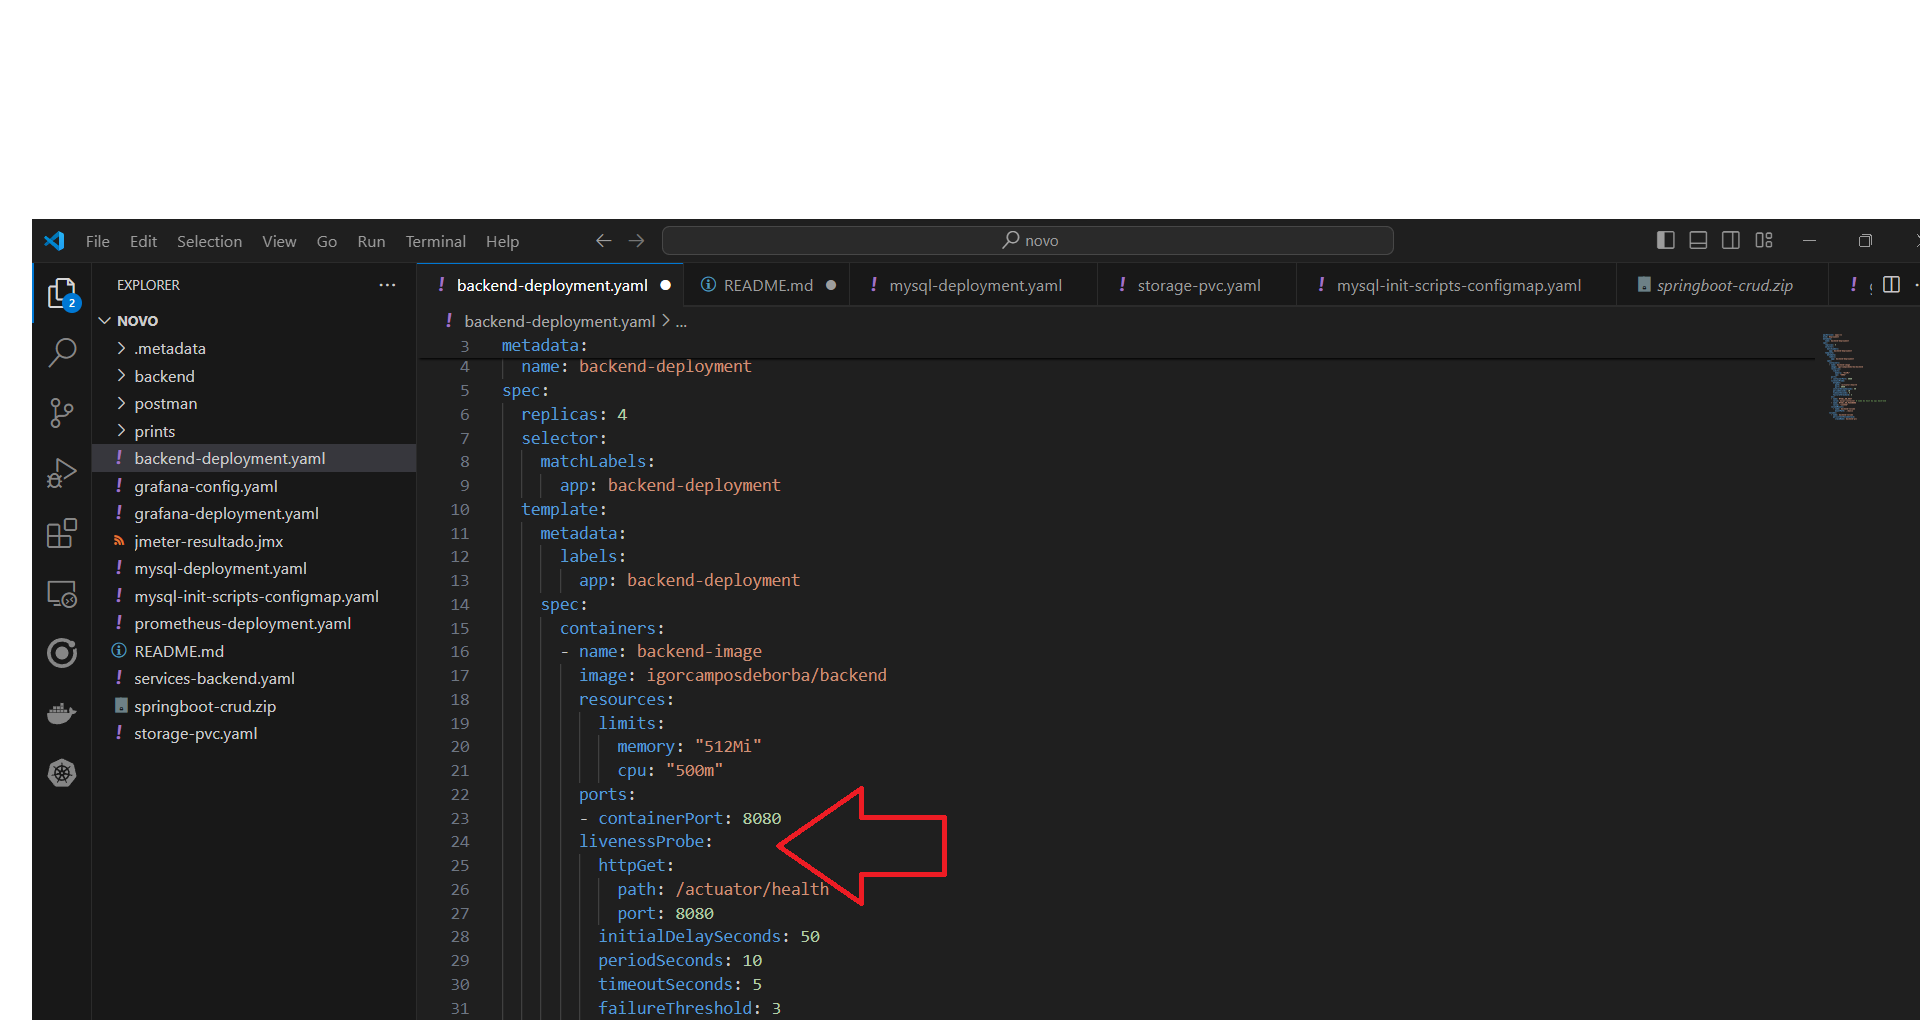 File Edit Selection View Go Run Terminal Help novo
EXPLORER
backend-deployment.yaml README.md mysql-deployment.yaml storage-pvc.yaml mysql-init-scripts-configmap.yaml springboot-crud.zip
2
NOVO
.metadata
backend
postman
prints
backend-deployment.yaml
grafana-config.yaml
grafana-deployment.yaml
jmeter-resultado.jmx
mysql-deployment.yaml
mysql-init-scripts-configmap.yaml
prometheus-deployment.yaml
README.md
services-backend.yaml
springboot-crud.zip
storage-pvc.yaml
backend-deployment.yaml > ...
3 metadata:
4 name: backend-deployment
5 spec:
6 replicas: 4
7 selector:
8 matchLabels:
9 app: backend-deployment
10 template:
11 metadata:
12 labels:
13 app: backend-deployment
14 spec:
15 containers:
16 - name: backend-image
17 image: igorcamposdeborba/backend
18 resources:
19 limits:
20 memory: "512Mi"
21 cpu: "500m"
22 ports:
23 - containerPort: 8080
24 livenessProbe:
25 httpGet:
26 path: /actuator/health
27 port: 8080
28 initialDelaySeconds: 50
29 periodSeconds: 10
30 timeoutSeconds: 5
31 failureThreshold: 3